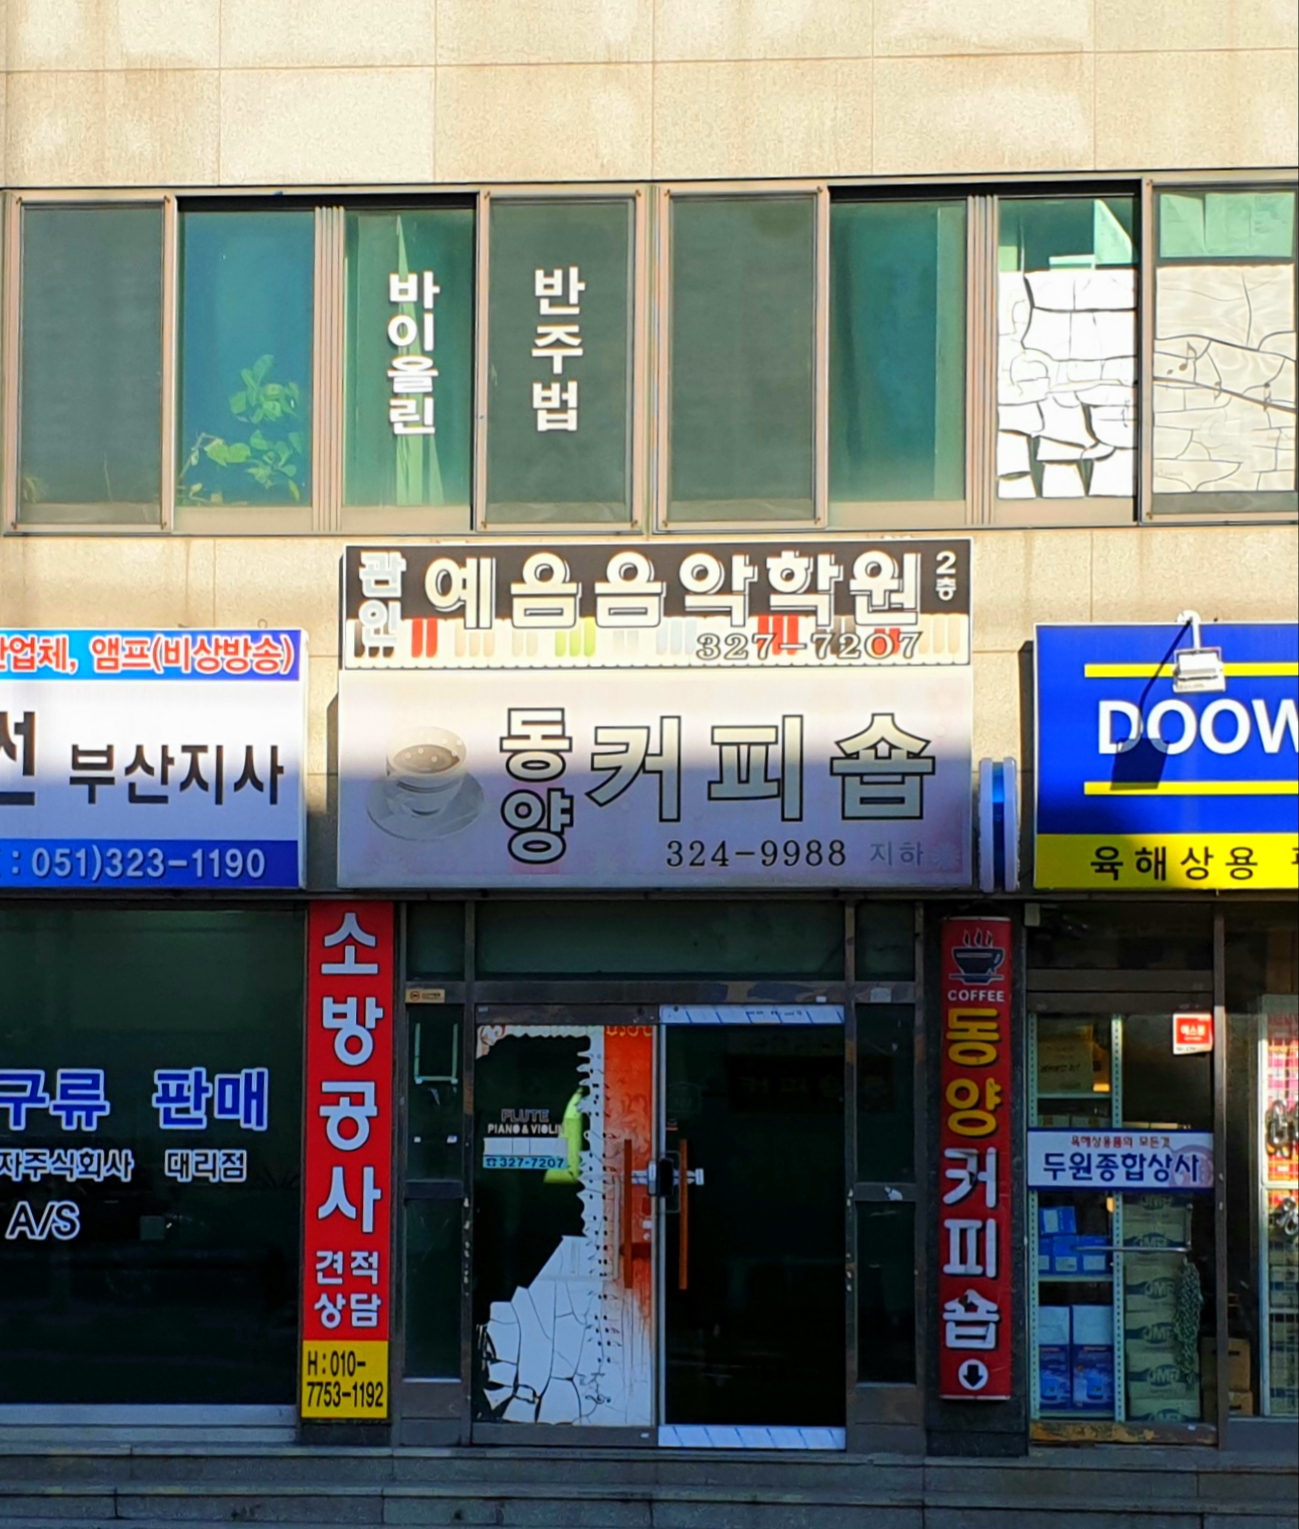 바이올린
반주법
관인
예음음악학원
2층
327-7207
산업체, 앰프(비상방송)
부산지사
: 051)323-1190
동양
커피숍
324-9988 지하
DOOW
육해상용
소방공사
견적
상담
H:010-
7753-1192
구류 판매
자주식회사 대리점
A/S
FLUTE
PIANO & VIOLIN
☎327-7207
COFFEE
동양커피숍
육해상용품의 모든것
두원종합상사